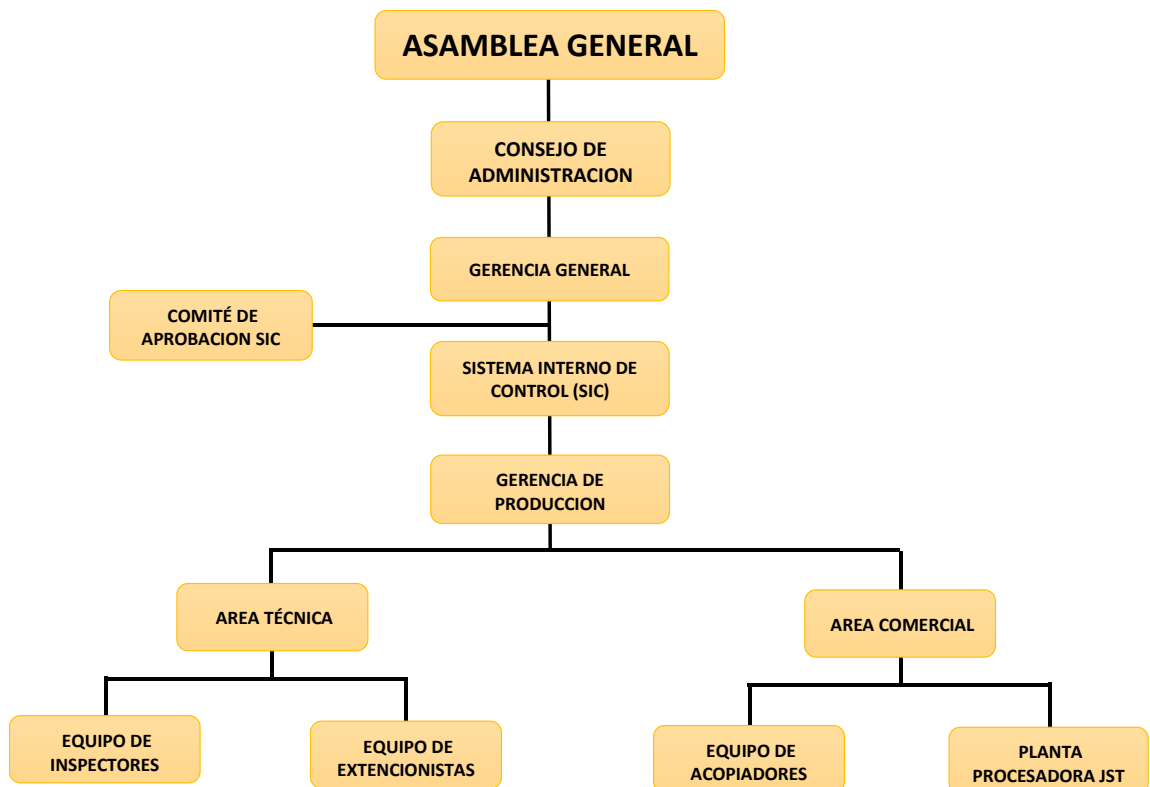 ASAMBLEA GENERAL
CONSEJO DE
ADMINISTRACION
GERENCIA GENERAL
COMITÉ DE
APROBACION SIC
SISTEMA INTERNO DE
CONTROL (SIC)
GERENCIA DE
PRODUCCION
AREA TÉCNICA
AREA COMERCIAL
EQUIPO DE
INSPECTORES
EQUIPO DE
EXTENCIONISTAS
EQUIPO DE
ACOPIADORES
PLANTA
PROCESADORA JST